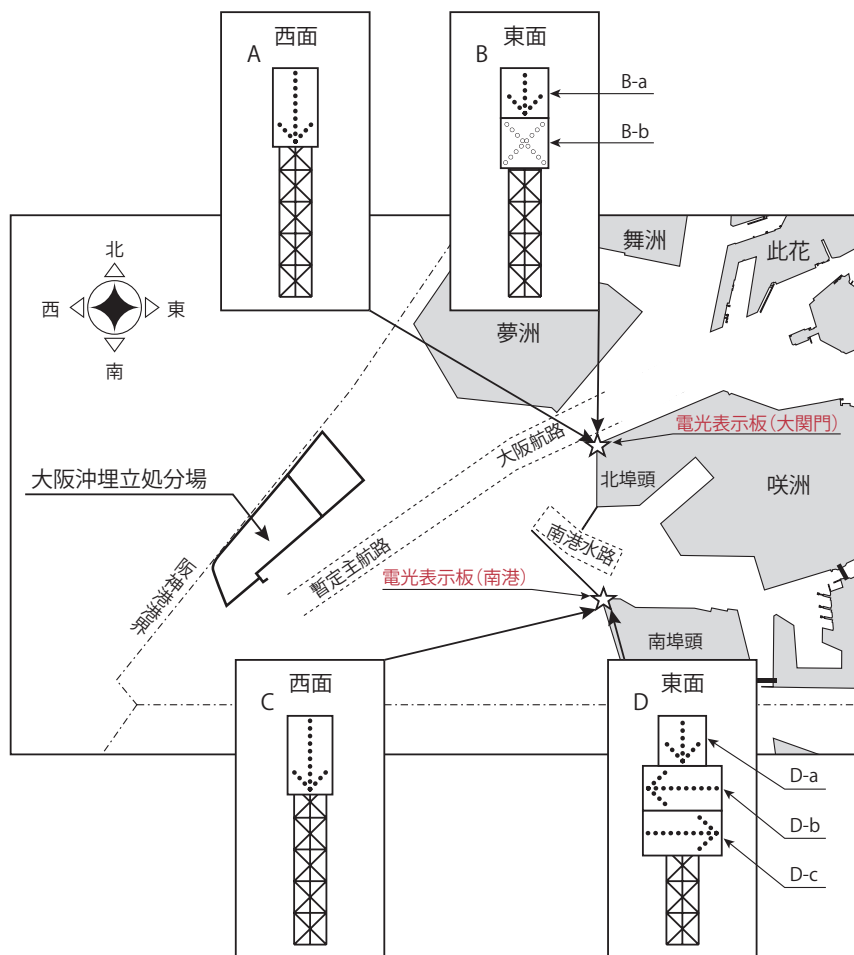 西面
A
東面
B
B-a
B-b
北
西
東
南
舞洲
此花
夢洲
電光表示板(大関門)
大阪航路
北埠頭
咲洲
大阪沖埋立処分場
南港水路
暫定主航路
電光表示板(南港)
阪神港港界
南埠頭
西面
C
東面
D
D-a
D-b
D-c